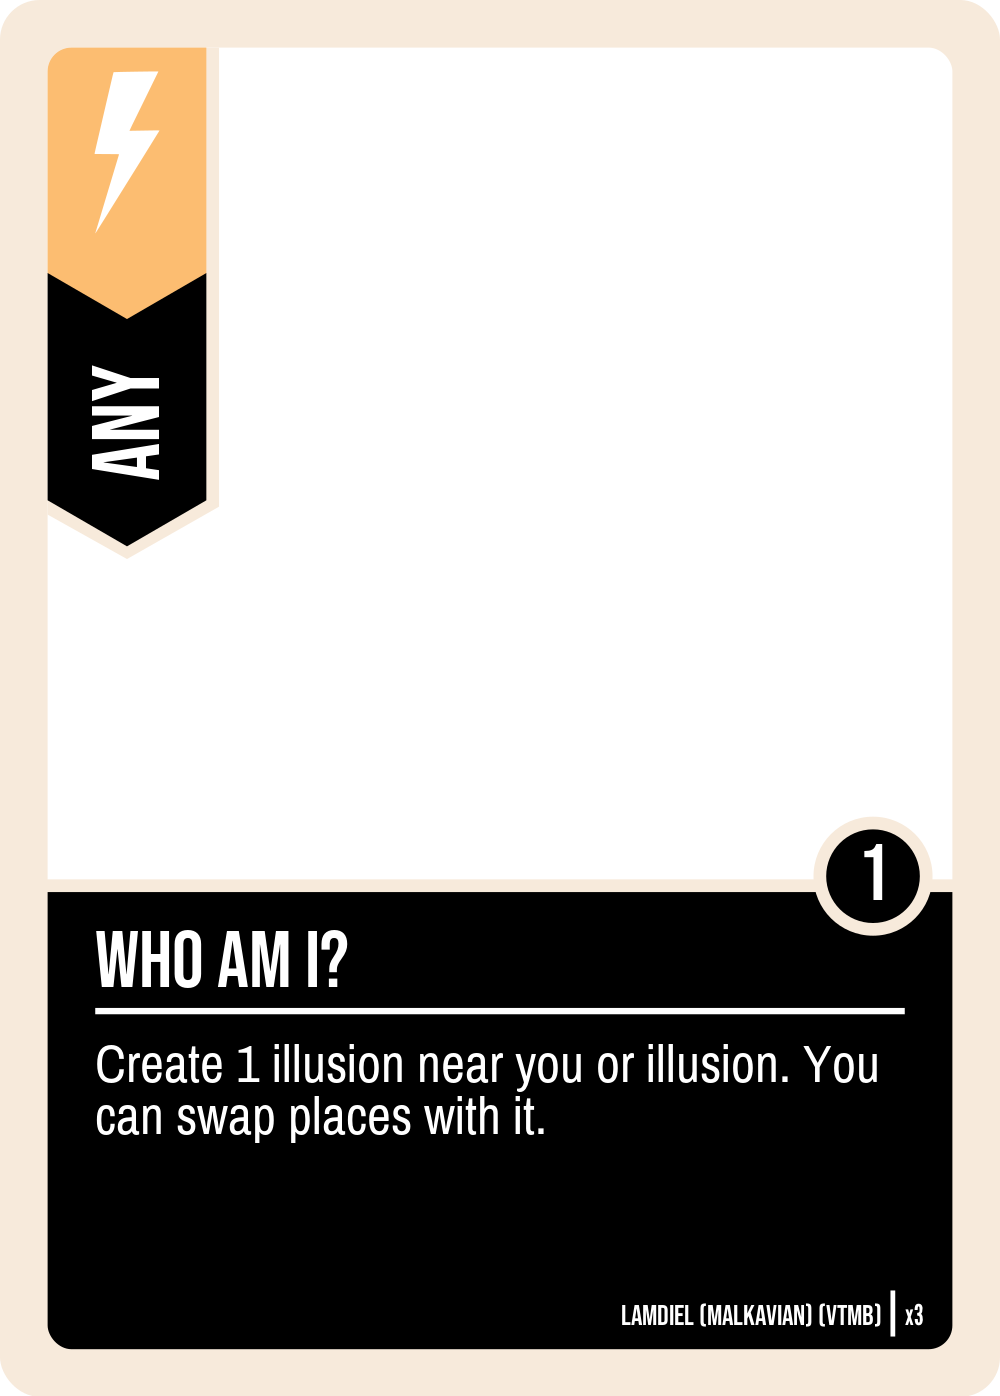 ANY
1
WHO AM I?
Create 1 illusion near you or illusion. You
can swap places with it.
LAMDIEL (MALKAVIAN) (VTMB) x3